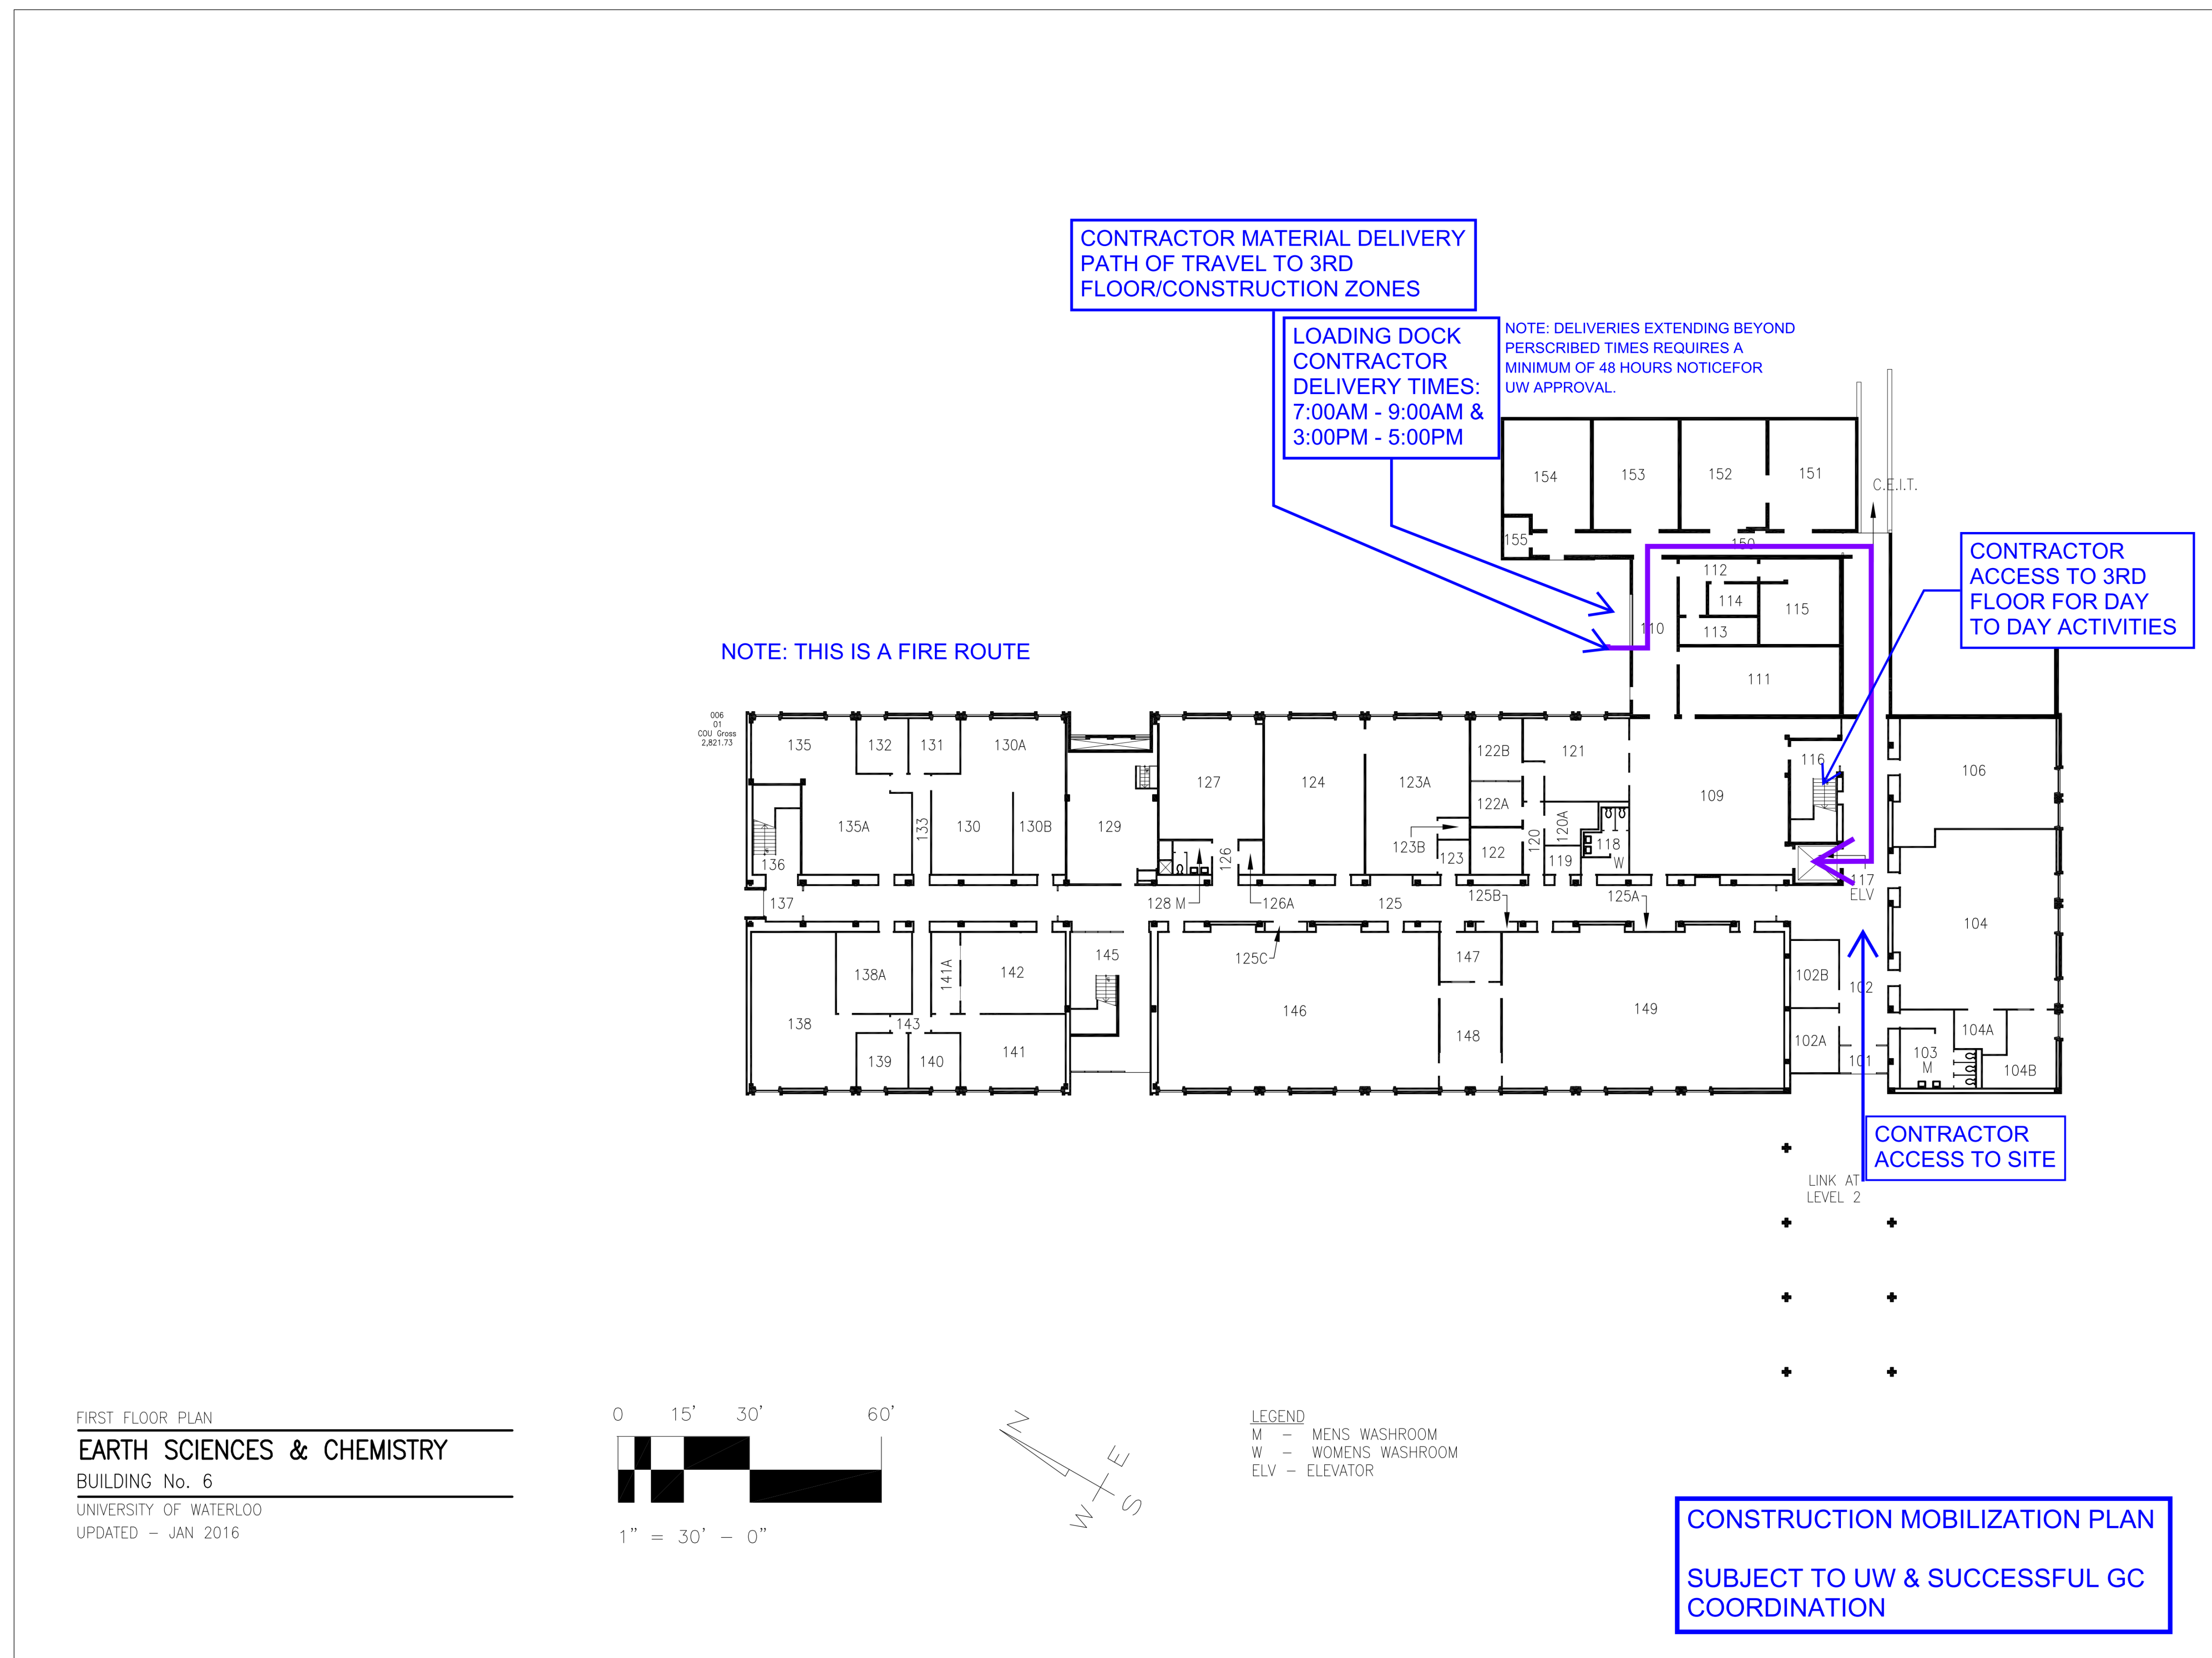 CONTRACTOR MATERIAL DELIVERY
PATH OF TRAVEL TO 3RD
FLOOR/CONSTRUCTION ZONES
LOADING DOCK
CONTRACTOR
DELIVERY TIMES:
7:00AM - 9:00AM &
3:00PM - 5:00PM
NOTE: DELIVERIES EXTENDING BEYOND
PERSCRIBED TIMES REQUIRES A
MINIMUM OF 48 HOURS NOTICEFOR
UW APPROVAL.
154
153
152
151
C.E.I.T.
155
150
CONTRACTOR
ACCESS TO 3RD
FLOOR FOR DAY
TO DAY ACTIVITIES
112
114
115
110
113
111
NOTE: THIS IS A FIRE ROUTE
006
01
COU Gross
2,821.73
135
132
131
130A
127
124
123A
122B
121
116
106
122A
109
135A
133
130
130B
129
123B
120
120A
118
W
136
126
123
122
119
117
ELV
137
128 M
126A
125
125B
125A
104
125C
145
147
138A
141A
142
102B
102
138
143
146
148
149
139
140
141
102A
101
103
M
104A
104B
CONTRACTOR
ACCESS TO SITE
LINK AT
LEVEL 2
FIRST FLOOR PLAN
EARTH SCIENCES & CHEMISTRY
BUILDING No. 6
UNIVERSITY OF WATERLOO
UPDATED – JAN 2016
0 15' 30' 60'
1" = 30' – 0"
N
E
W
S
LEGEND
M – MENS WASHROOM
W – WOMENS WASHROOM
ELV – ELEVATOR
CONSTRUCTION MOBILIZATION PLAN
SUBJECT TO UW & SUCCESSFUL GC
COORDINATION